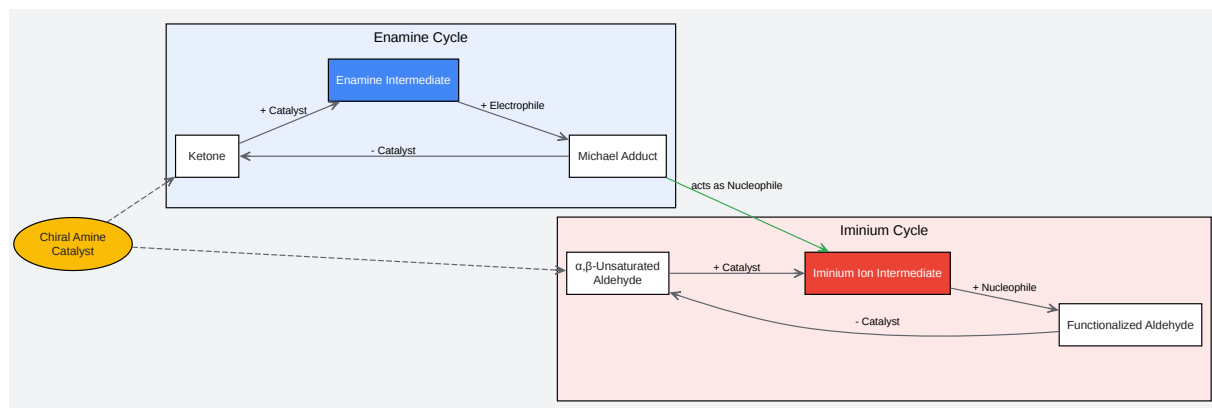 Enamine Cycle
Enamine Intermediate
+ Catalyst
+ Electrophile
Ketone
- Catalyst
Michael Adduct
acts as Nucleophile
Chiral Amine
Catalyst
Iminium Cycle
α,β-Unsaturated
Aldehyde
+ Catalyst
Iminium Ion Intermediate
+ Nucleophile
- Catalyst
Functionalized Aldehyde